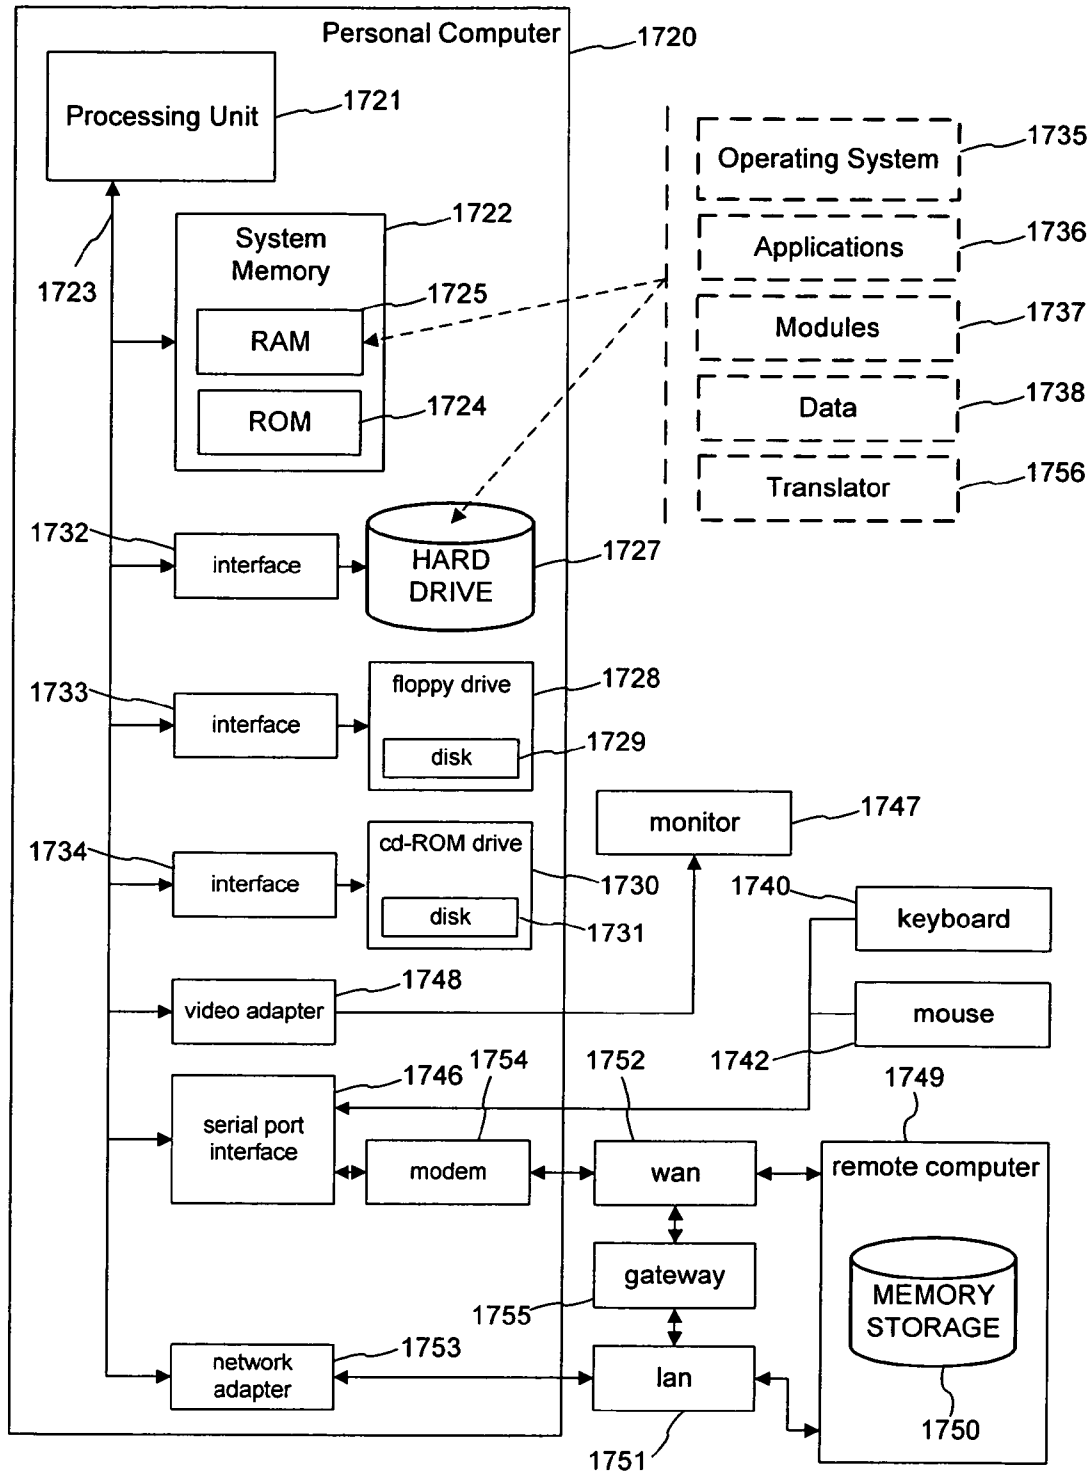 Personal Computer
1720
Processing Unit
1721
1723
System
Memory
1722
RAM
1725
ROM
1724
Operating System
1735
Applications
1736
Modules
1737
Data
1738
Translator
1756
1732
interface
HARD
DRIVE
1727
1733
interface
floppy drive
1728
disk
1729
1734
interface
cd-ROM drive
1730
disk
1731
monitor
1747
1740
keyboard
mouse
1742
video adapter
1748
serial port
interface
1746
1754
modem
1752
wan
1749
remote computer
gateway
1755
MEMORY
STORAGE
1750
network
adapter
1753
lan
1751